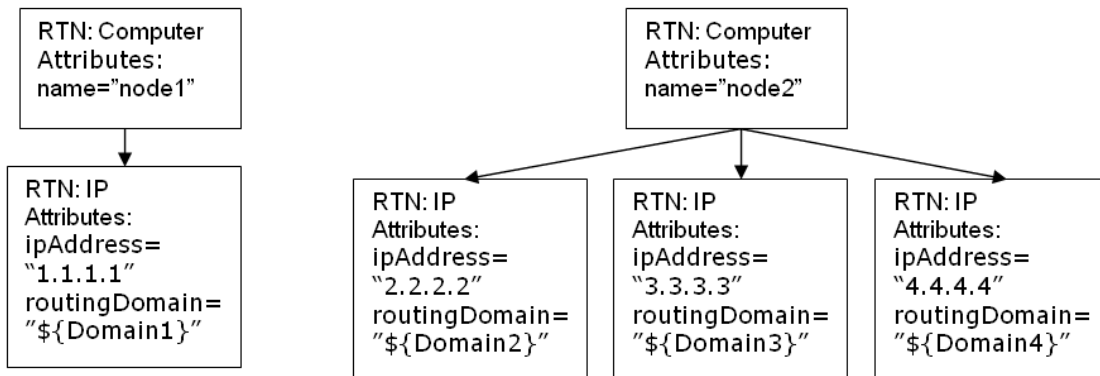 RTN: Computer
Attributes:
name=”node1”
RTN: Computer
Attributes:
name=”node2”
RTN: IP
Attributes:
ipAddress=
“1.1.1.1”
routingDomain=
”${Domain1}”
RTN: IP
Attributes:
ipAddress=
“2.2.2.2”
routingDomain=
”${Domain2}”
RTN: IP
Attributes:
ipAddress=
“3.3.3.3”
routingDomain=
”${Domain3}”
RTN: IP
Attributes:
ipAddress=
“4.4.4.4”
routingDomain=
”${Domain4}”